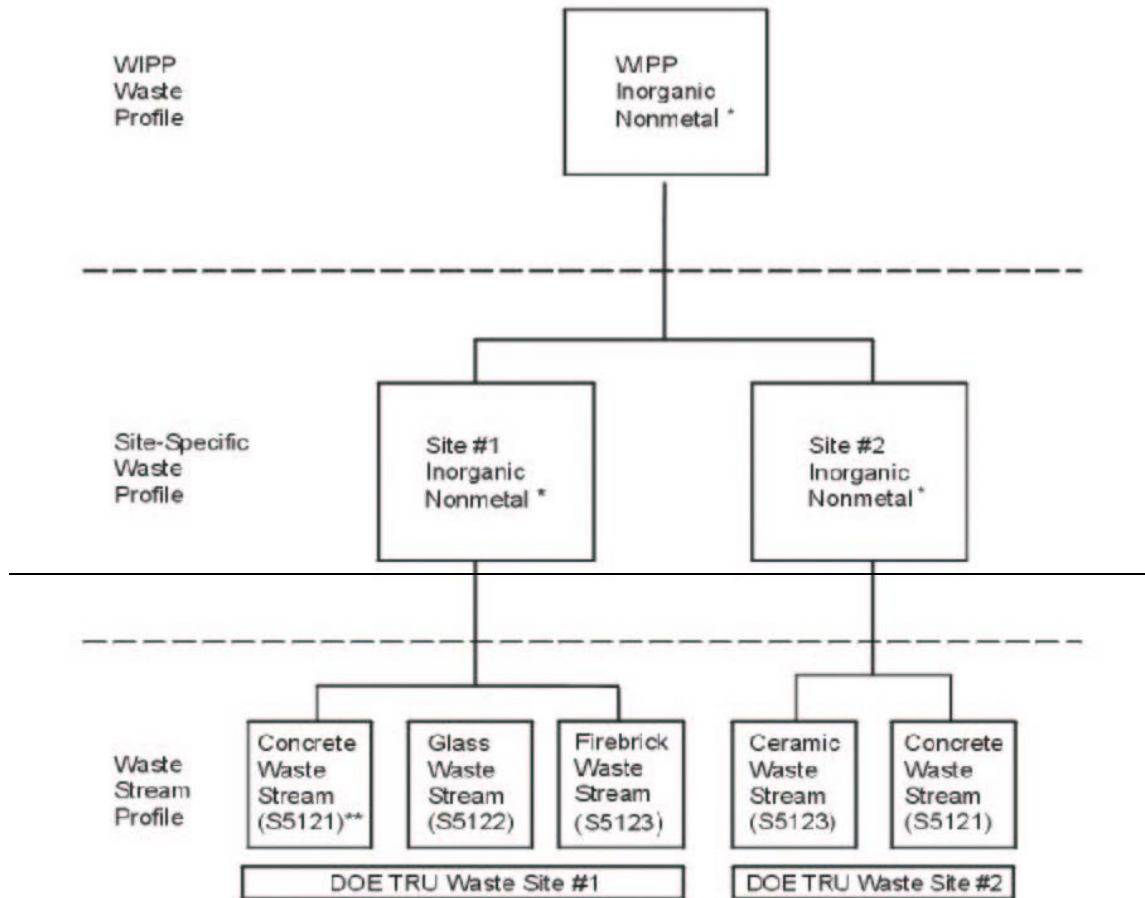 WIPP
Waste
Profile
WIPP
Inorganic
Nonmetal *
Site-Specific
Waste
Profile
Site #1
Inorganic
Nonmetal *
Site #2
Inorganic
Nonmetal *
Waste
Stream
Profile
Concrete
Waste
Stream
(S5121)**
Glass
Waste
Stream
(S5122)
Firebrick
Waste
Stream
(S5123)
Ceramic
Waste
Stream
(S5123)
Concrete
Waste
Stream
(S5121)
DOE TRU Waste Site #1
DOE TRU Waste Site #2